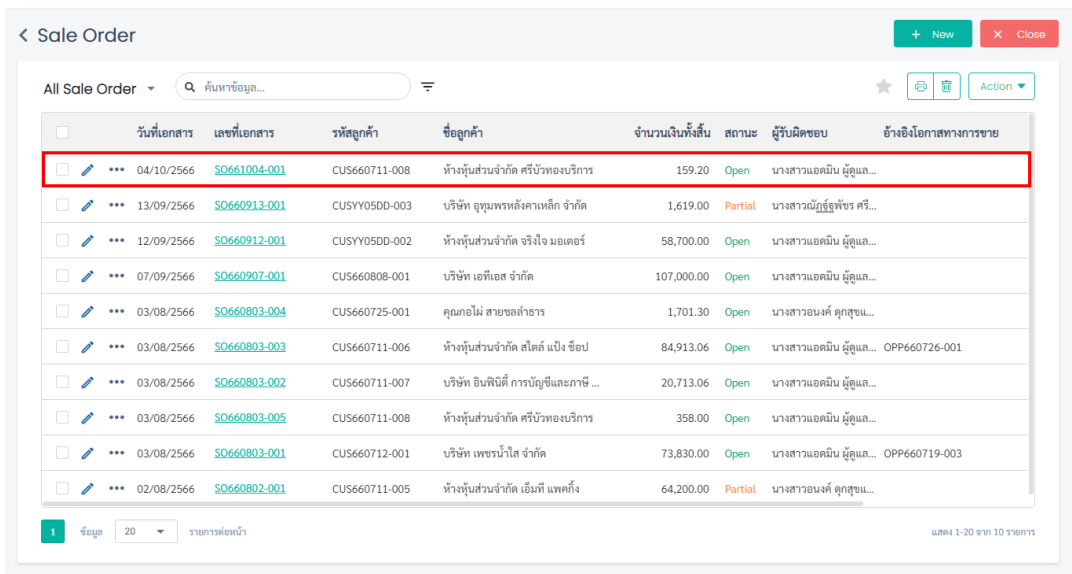 Sale Order
+ New
× Close
All Sale Order
ค้นหาข้อมูล...
Action
วันที่เอกสาร เลขที่เอกสาร รหัสลูกค้า ชื่อลูกค้า จำนวนเงินทั้งสิ้น สถานะ ผู้รับผิดชอบ อ้างอิงโอกาสทางการขาย
04/10/2566 SO661004-001 CUS660711-008 ห้างหุ้นส่วนจำกัด ศรีบัวทองบริการ 159.20 Open นางสาวแอดมิน ผู้ดูแล...
13/09/2566 SO660913-001 CUSYY05DD-003 บริษัท อุทุมพรหลังคาเหล็ก จำกัด 1,619.00 Partial นางสาวณัฏฐ์ฐพัชร ศรี...
12/09/2566 SO660912-001 CUSYY05DD-002 ห้างหุ้นส่วนจำกัด จริงใจ มอเตอร์ 58,700.00 Open นางสาวแอดมิน ผู้ดูแล...
07/09/2566 SO660907-001 CUS660808-001 บริษัท เอทีเอส จำกัด 107,000.00 Open นางสาวแอดมิน ผู้ดูแล...
03/08/2566 SO660803-004 CUS660725-001 คุณกอไผ่ สายชลลำธาร 1,701.30 Open นางสาวอนงค์ ดุกสุขแ...
03/08/2566 SO660803-003 CUS660711-006 ห้างหุ้นส่วนจำกัด สไตล์ แป้ง ช็อป 84,913.06 Open นางสาวแอดมิน ผู้ดูแล... OPP660726-001
03/08/2566 SO660803-002 CUS660711-007 บริษัท อินฟินิตี้ การบัญชีและภาษี ... 20,713.06 Open นางสาวแอดมิน ผู้ดูแล...
03/08/2566 SO660803-005 CUS660711-008 ห้างหุ้นส่วนจำกัด ศรีบัวทองบริการ 358.00 Open นางสาวแอดมิน ผู้ดูแล...
03/08/2566 SO660803-001 CUS660712-001 บริษัท เพชรน้ำใส จำกัด 73,830.00 Open นางสาวแอดมิน ผู้ดูแล... OPP660719-003
02/08/2566 SO660802-001 CUS660711-005 ห้างหุ้นส่วนจำกัด เอ็มที แพคกิ้ง 64,200.00 Partial นางสาวอนงค์ ดุกสุขแ...
1 ข้อมูล 20 รายการต่อหน้า แสดง 1-20 จาก 10 รายการ